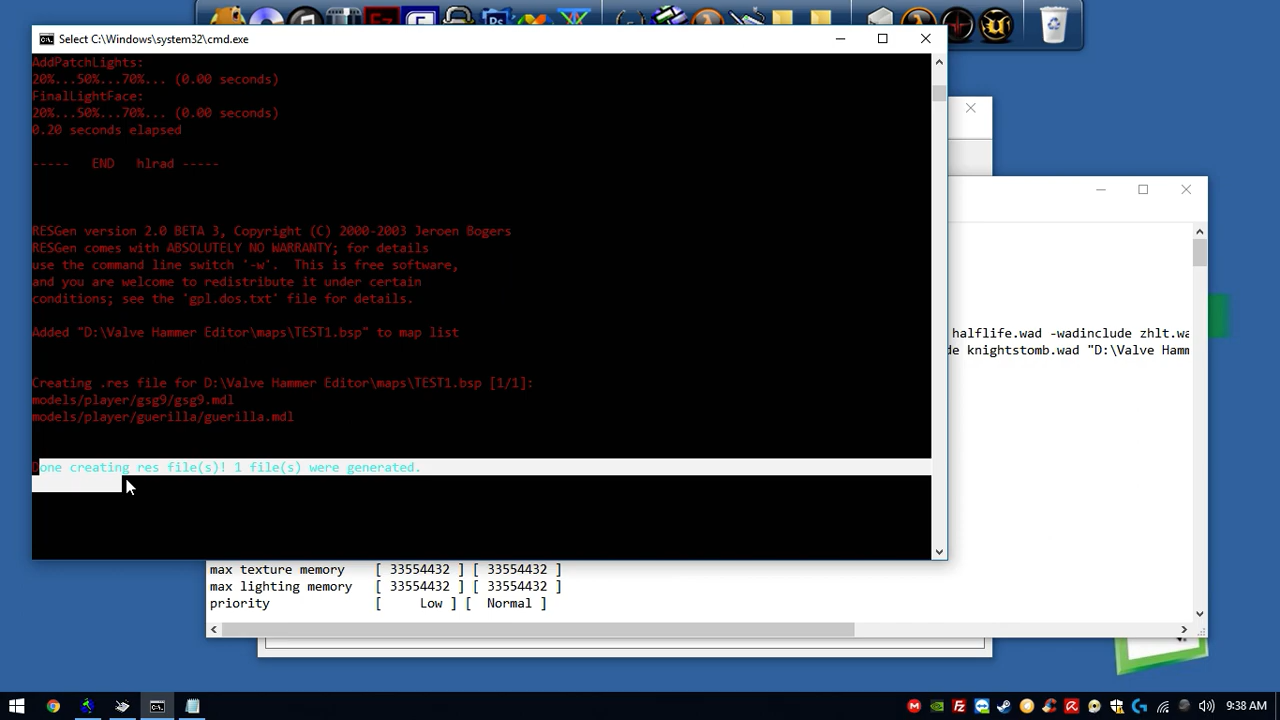 Select C:\Windows\system32\cmd.exe
AddPatchLights:
20%...50%...70%... (0.00 seconds)
FinalLightFace:
20%...50%...70%... (0.00 seconds)
0.20 seconds elapsed
-----   END   hlrad -----
RESGen version 2.0 BETA 3, Copyright (C) 2000-2003 Jeroen Bogers
RESGen comes with ABSOLUTELY NO WARRANTY; for details
use the command line switch '-w'.  This is free software,
and you are welcome to redistribute it under certain
conditions; see the 'gpl.dos.txt' file for details.
Added "D:\Valve Hammer Editor\maps\TEST1.bsp" to map list
Creating .res file for D:\Valve Hammer Editor\maps\TEST1.bsp [1/1]:
models/player/gsg9/gsg9.mdl
models/player/guerilla/guerilla.mdl
Done creating res file(s)! 1 file(s) were generated.
halflife.wad -wadinclude zhlt.wa
de knightstomb.wad "D:\Valve Hamm
max texture memory    [ 33554432 ] [ 33554432 ]
max lighting memory   [ 33554432 ] [ 33554432 ]
priority              [      Low ] [   Normal ]
9:38 AM